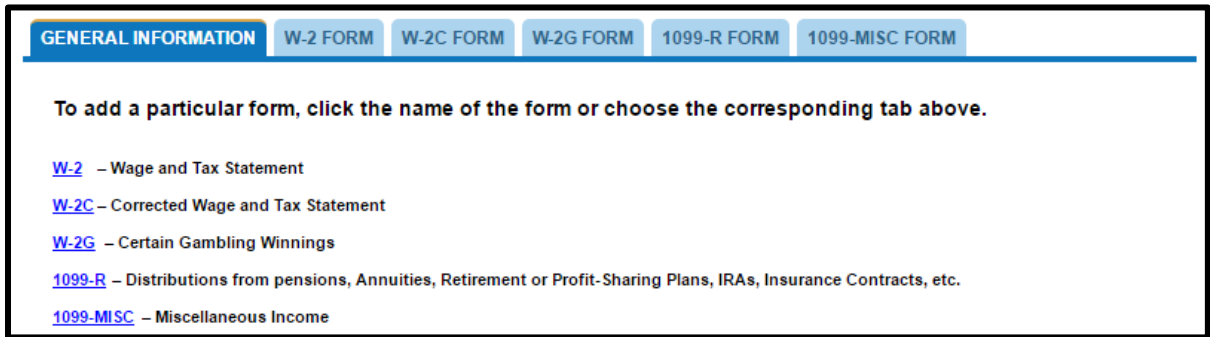 GENERAL INFORMATION W-2 FORM W-2C FORM W-2G FORM 1099-R FORM 1099-MISC FORM
To add a particular form, click the name of the form or choose the corresponding tab above.
W-2 – Wage and Tax Statement
W-2C – Corrected Wage and Tax Statement
W-2G – Certain Gambling Winnings
1099-R – Distributions from pensions, Annuities, Retirement or Profit-Sharing Plans, IRAs, Insurance Contracts, etc.
1099-MISC – Miscellaneous Income